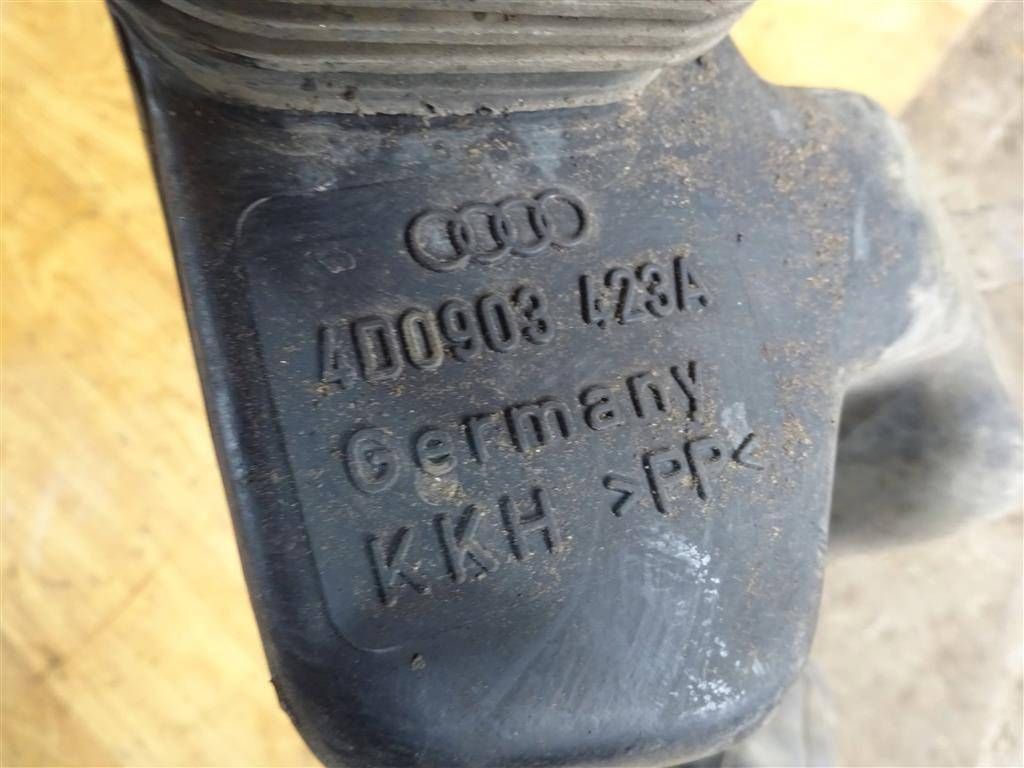 4D0903 423A
Germany
KKH >PP<